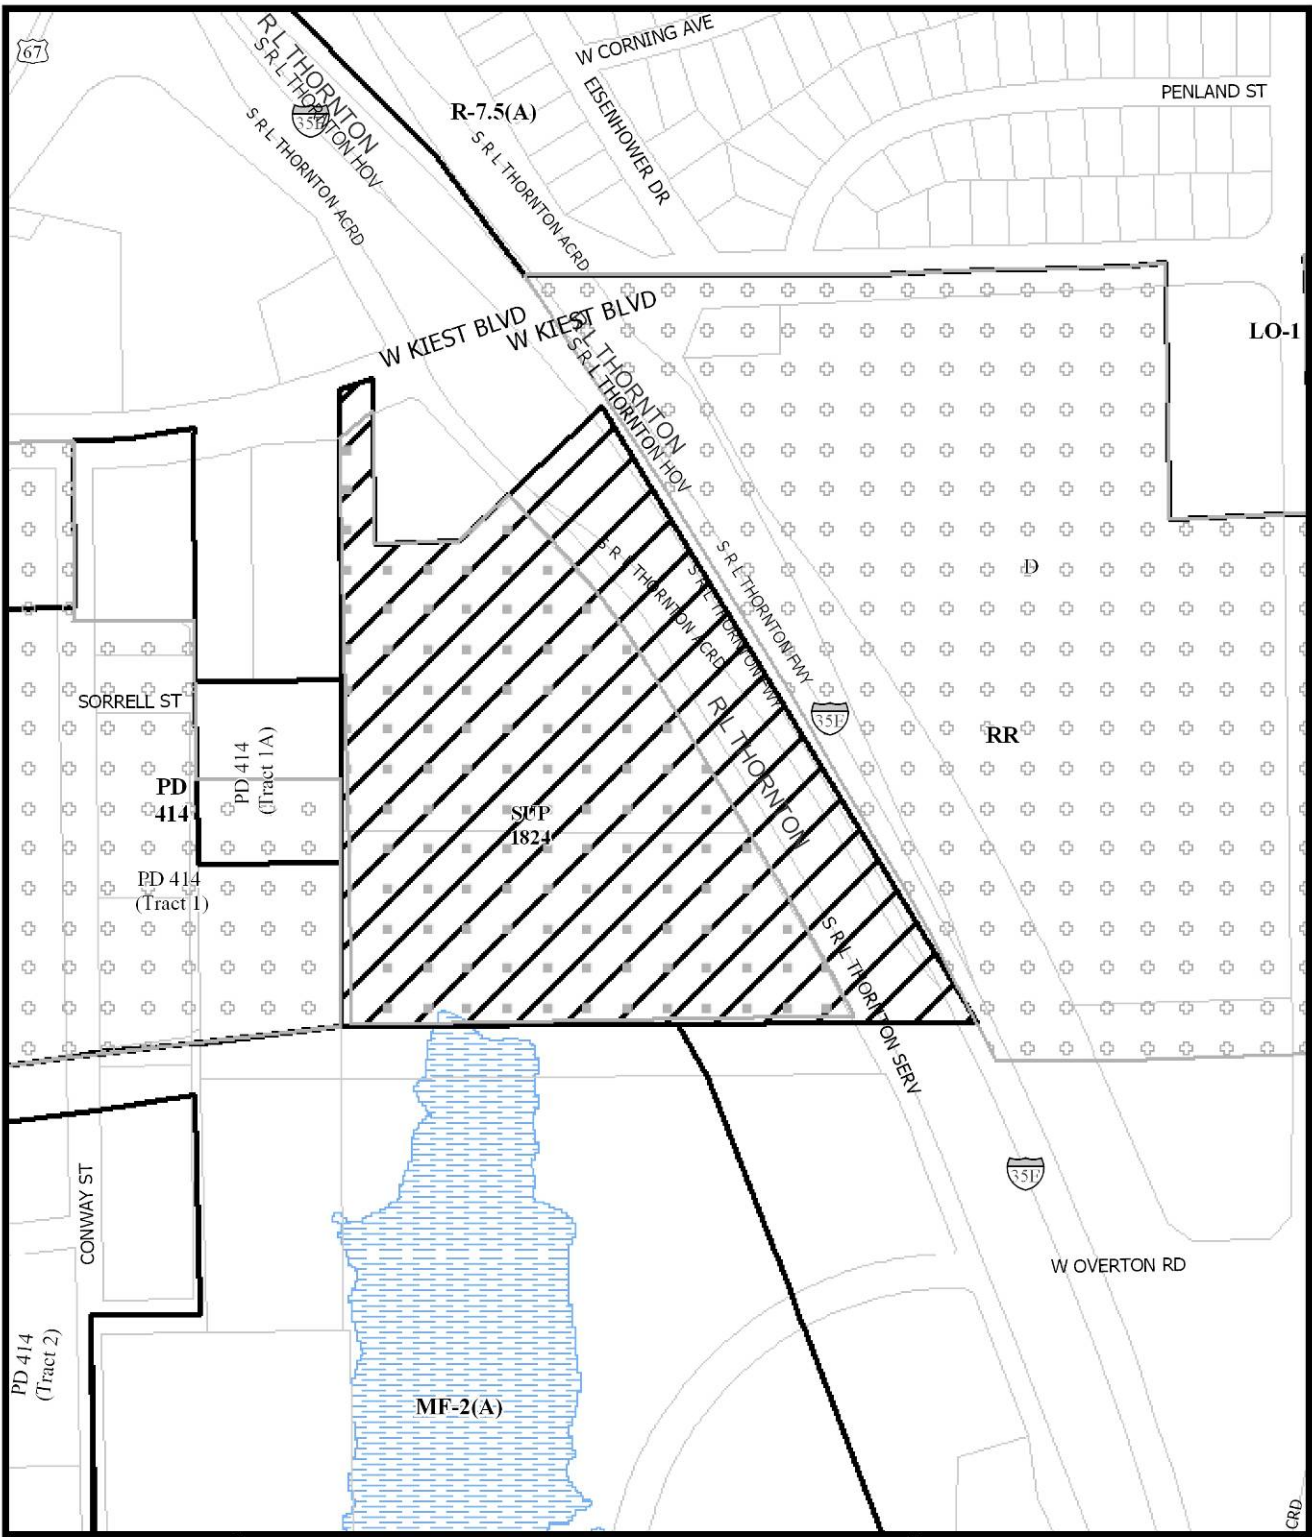 W CORNING AVE
67
R L THORNTON
S R L THORNTON HOV
35E
S R L THORNTON ACRD
R-7.5(A)
S R L THORNTON ACRD
EISENHOWER DR
PENLAND ST
W KIEST BLVD
W KIEST BLVD
LO-1
S R L THORNTON HOV
S R L THORNTON ACRD
S R L THORNTON FWY
S R L THORNTON FWY
D
SORRELL ST
R L THORNTON
35E
RR
PD 414
(Tract 1A)
PD
414
SUP
1824
PD 414
(Tract 1)
S R L THORNTON SERV
CONWAY ST
35E
W OVERTON RD
PD 414
(Tract 2)
MF-2(A)
CRD